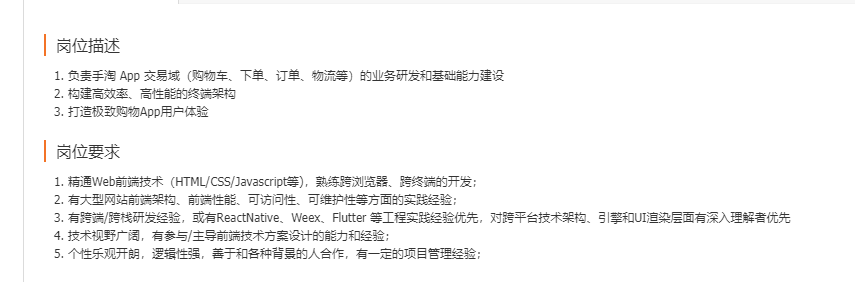 岗位描述
1. 负责手淘 App 交易域（购物车、下单、订单、物流等）的业务研发和基础能力建设
2. 构建高效率、高性能的终端架构
3. 打造极致购物App用户体验
岗位要求
1. 精通Web前端技术（HTML/CSS/Javascript等)，熟练跨浏览器、跨终端的开发；
2. 有大型网站前端架构、前端性能、可访问性、可维护性等方面的实践经验；
3. 有跨端/跨栈研发经验，或有ReactNative、Weex、Flutter 等工程实践经验优先，对跨平台技术架构、引擎和UI渲染层面有深入理解者优先
4. 技术视野广阔，有参与/主导前端技术方案设计的能力和经验；
5. 个性乐观开朗，逻辑性强，善于和各种背景的人合作，有一定的项目管理经验；